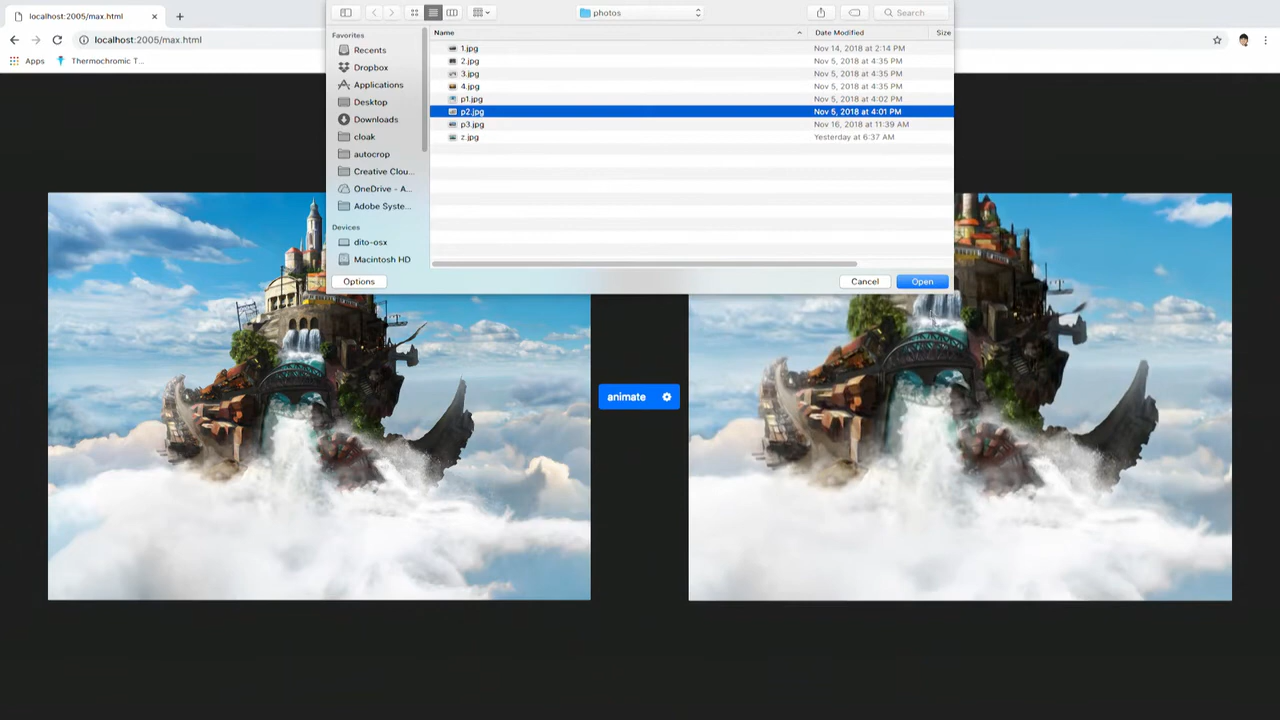 localhost:2005/max.html
localhost:2005/max.html
Apps
Thermochromic T...
photos
Search
Favorites
Recents
Dropbox
Applications
Desktop
Downloads
cloak
autocrop
Creative Clou...
OneDrive - A...
Adobe Syste...
Devices
dito-osx
Macintosh HD
Name Date Modified Size
1.jpg Nov 14, 2018 at 2:14 PM
2.jpg Nov 5, 2018 at 4:35 PM
3.jpg Nov 5, 2018 at 4:35 PM
4.jpg Nov 5, 2018 at 4:35 PM
p1.jpg Nov 5, 2018 at 4:02 PM
p2.jpg Nov 5, 2018 at 4:01 PM
p3.jpg Nov 16, 2018 at 11:39 AM
z.jpg Yesterday at 6:37 AM
Options Cancel Open
animate